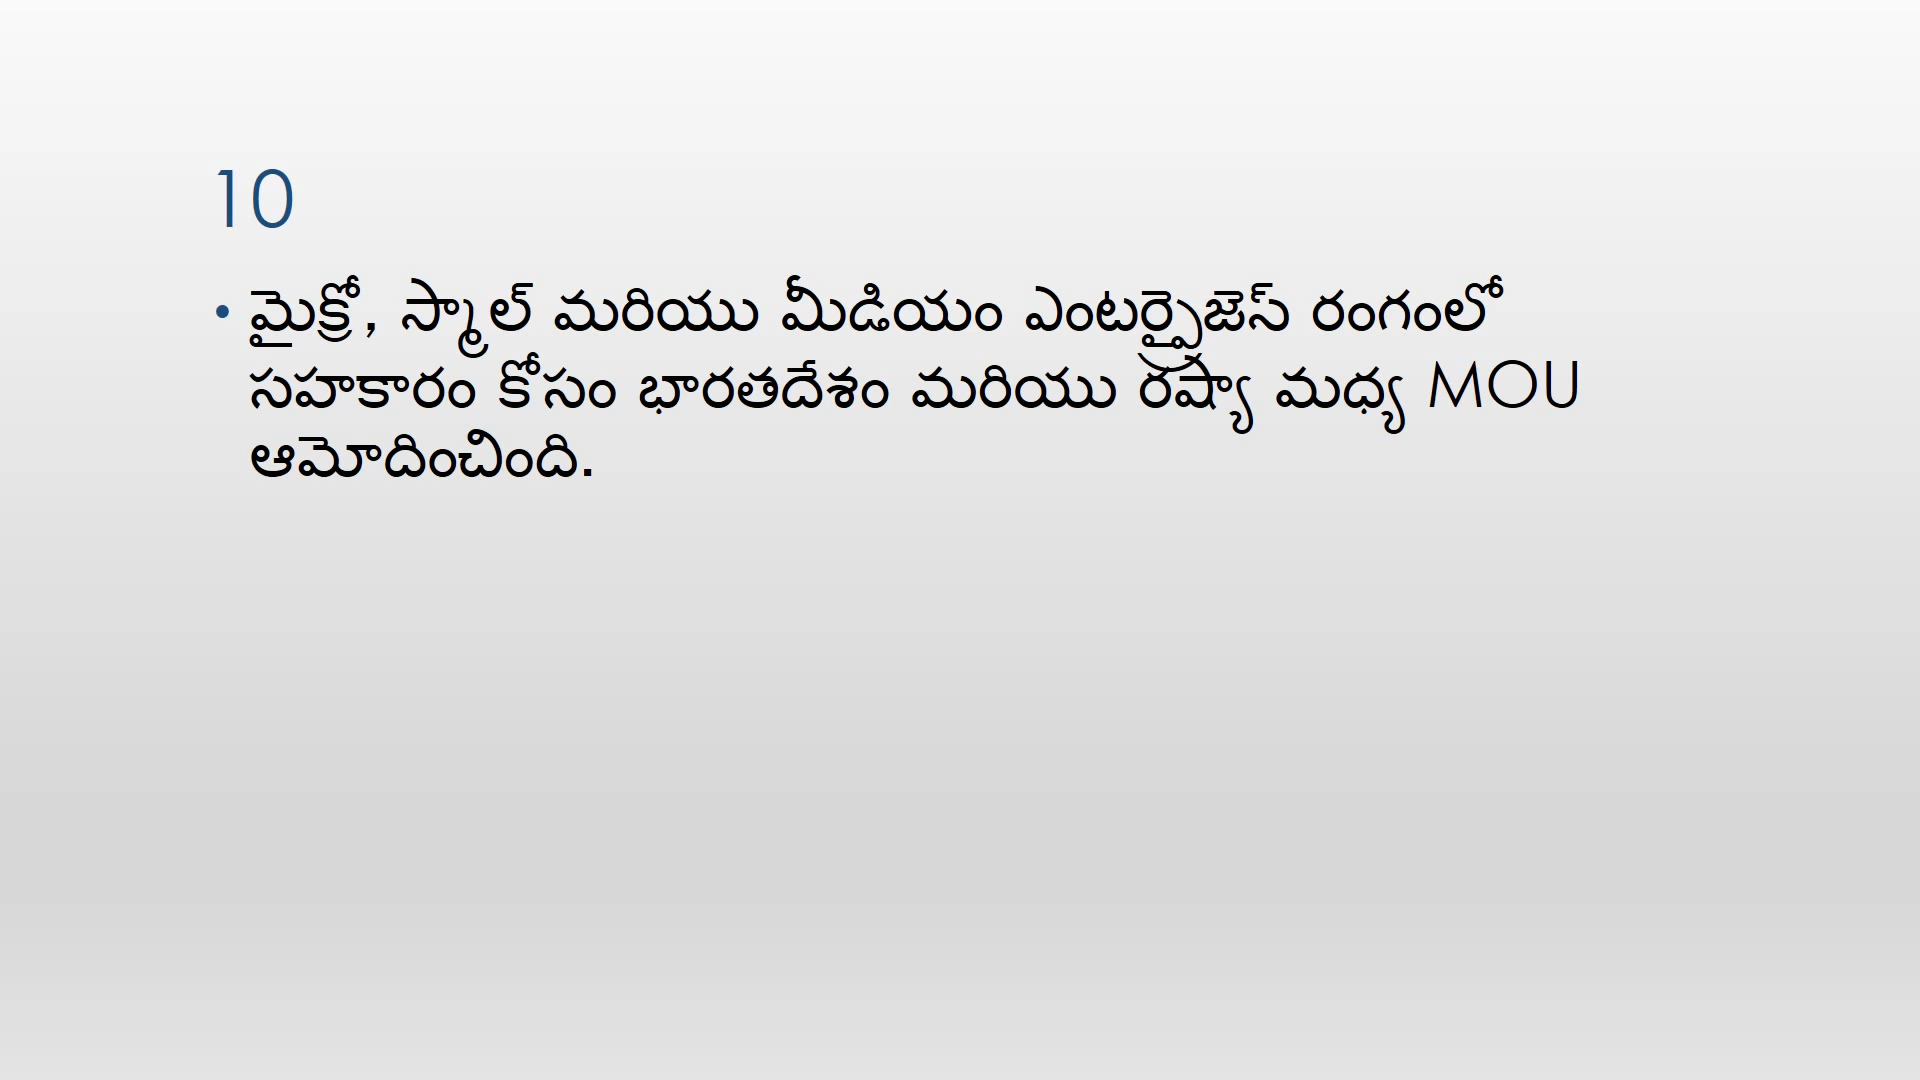 10
• మైక్రో, స్మాల్ మరియు మీడియం ఎంటర్ప్రైజెస్ రంగంలో
సహకారం కోసం భారతదేశం మరియు రష్యా మధ్య MOU
ఆమోదించింది.